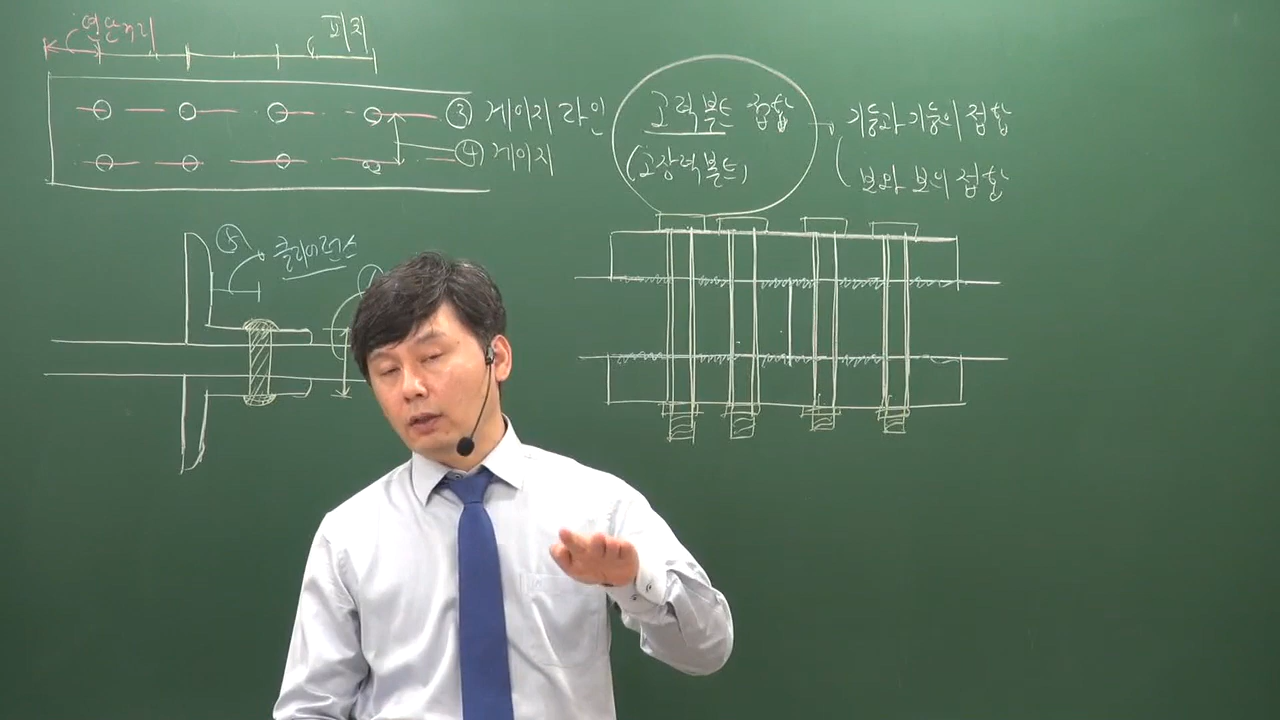 연단거리
피치
③ 게이지 라인
④ 게이지
⑤ 클리어런스
고력볼트 접합
(고장력볼트)
기둥과 기둥의 접합
보와 보의 접합